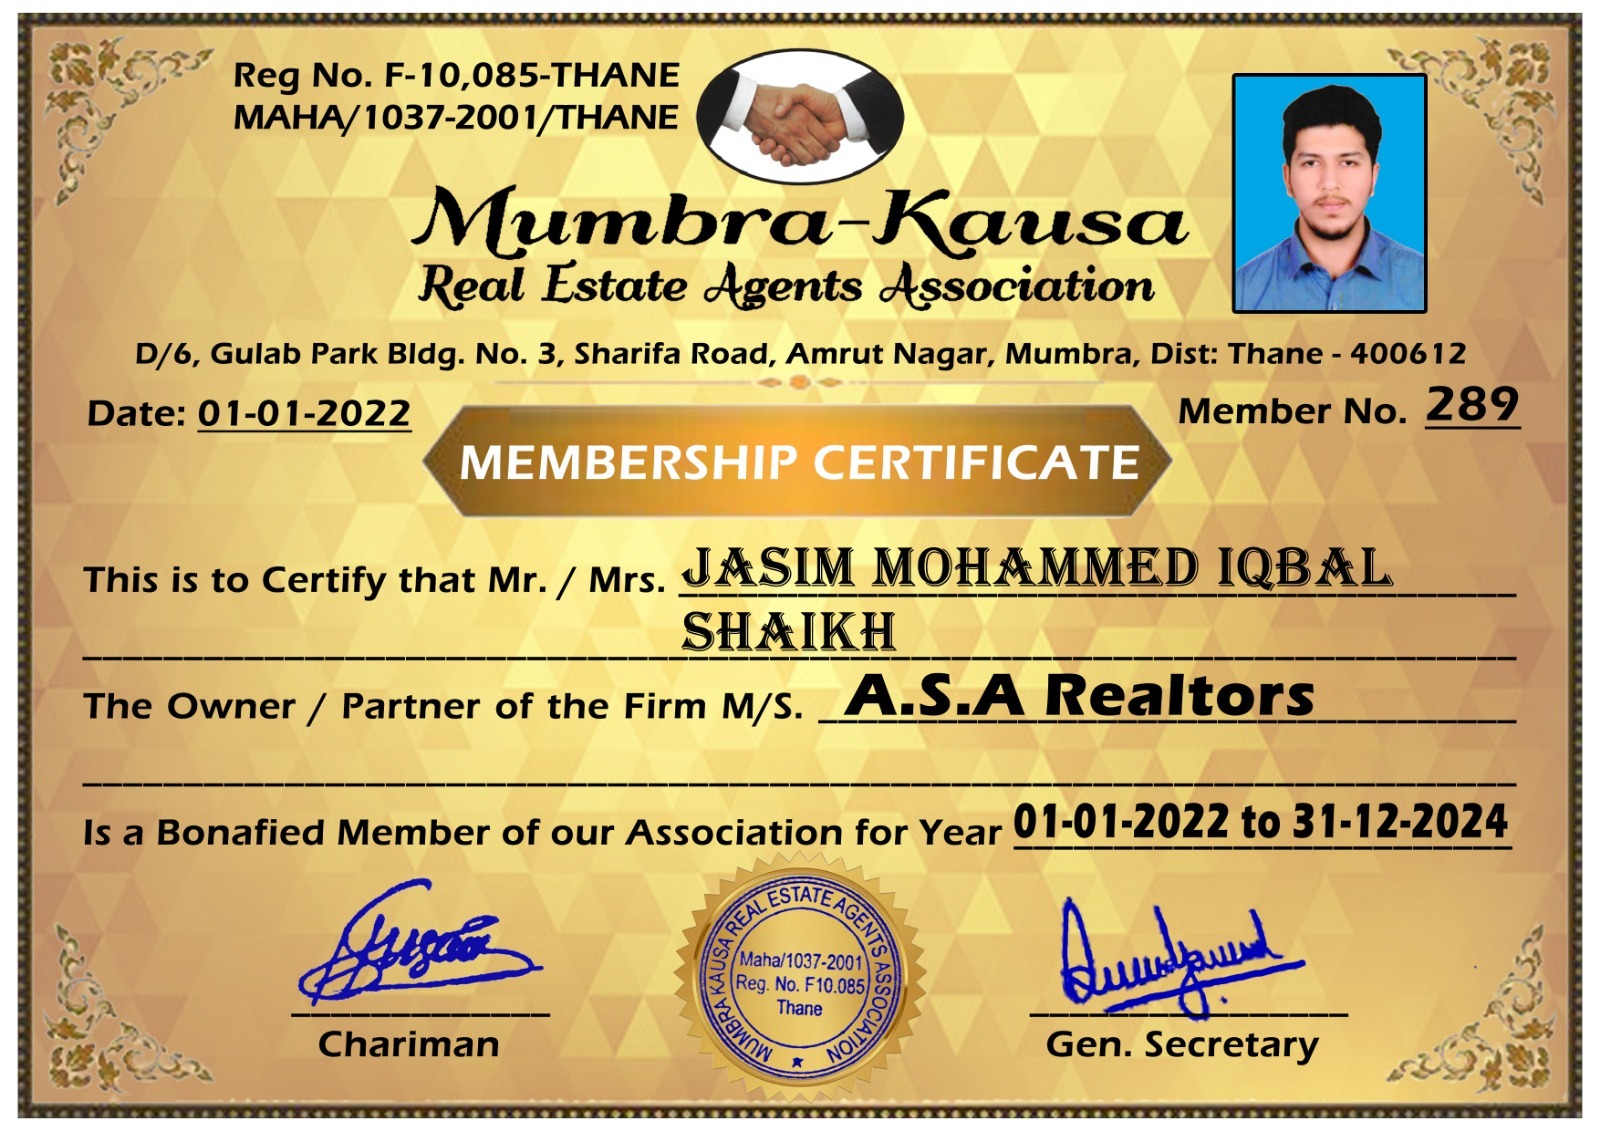 Reg No. F-10,085-THANE
MAHA/1037-2001/THANE
Mumbra-Kausa
Real Estate Agents Association
D/6, Gulab Park Bldg. No. 3, Sharifa Road, Amrut Nagar, Mumbra, Dist: Thane - 400612
Date: 01-01-2022
Member No. 289
MEMBERSHIP CERTIFICATE
This is to Certify that Mr. / Mrs. JASIM MOHAMMED IQBAL
SHAIKH
The Owner / Partner of the Firm M/S. A.S.A Realtors
Is a Bonafied Member of our Association for Year 01-01-2022 to 31-12-2024
MUMBRA KAUSA REAL ESTATE AGENTS ASSOCIATION
Maha/1037-2001
Reg. No. F10.085
Thane
Chariman
Gen. Secretary